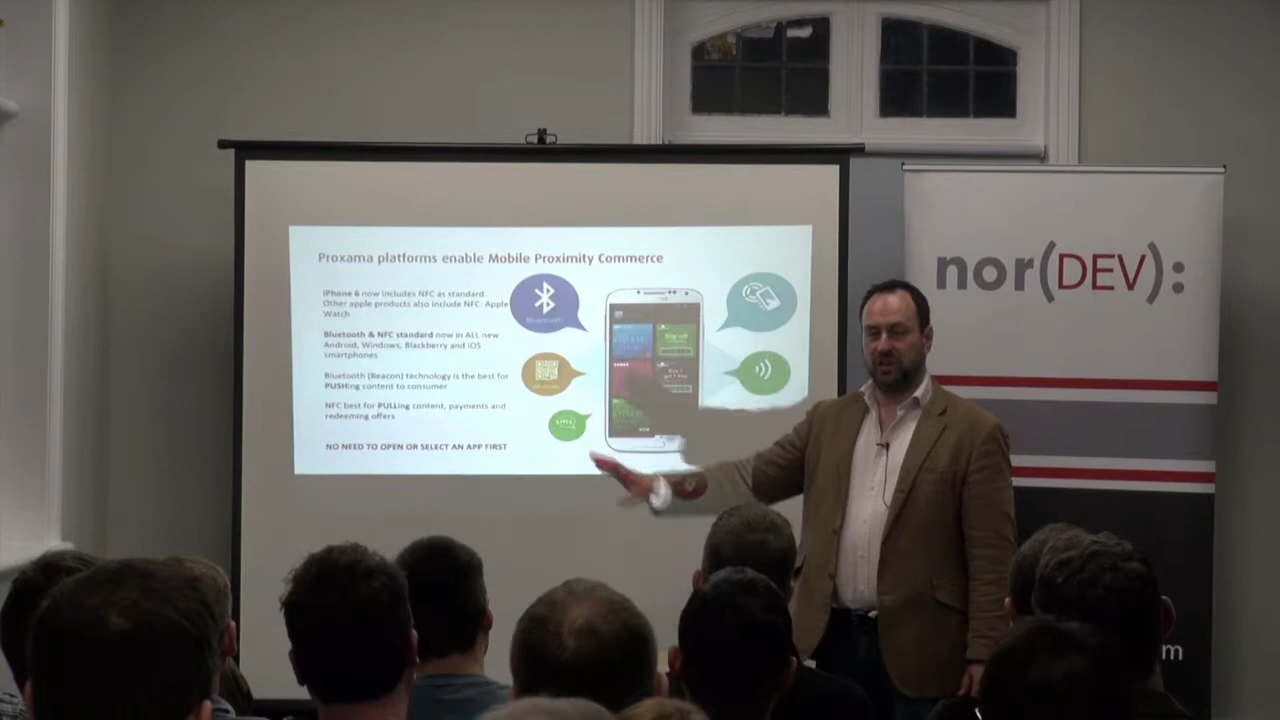 Proxama platforms enable Mobile Proximity Commerce
iPhone 6 now includes NFC as standard.
Other apple products also include NFC: Apple
Watch
Bluetooth & NFC standard now in ALL new
Android, Windows, Blackberry and iOS
smartphones
Bluetooth (Beacon) technology is the best for
PUSHing content to consumer
NFC best for PULLing content, payments and
redeeming offers
NO NEED TO OPEN OR SELECT AN APP FIRST
Bluetooth
sms
nor(DEV):
m